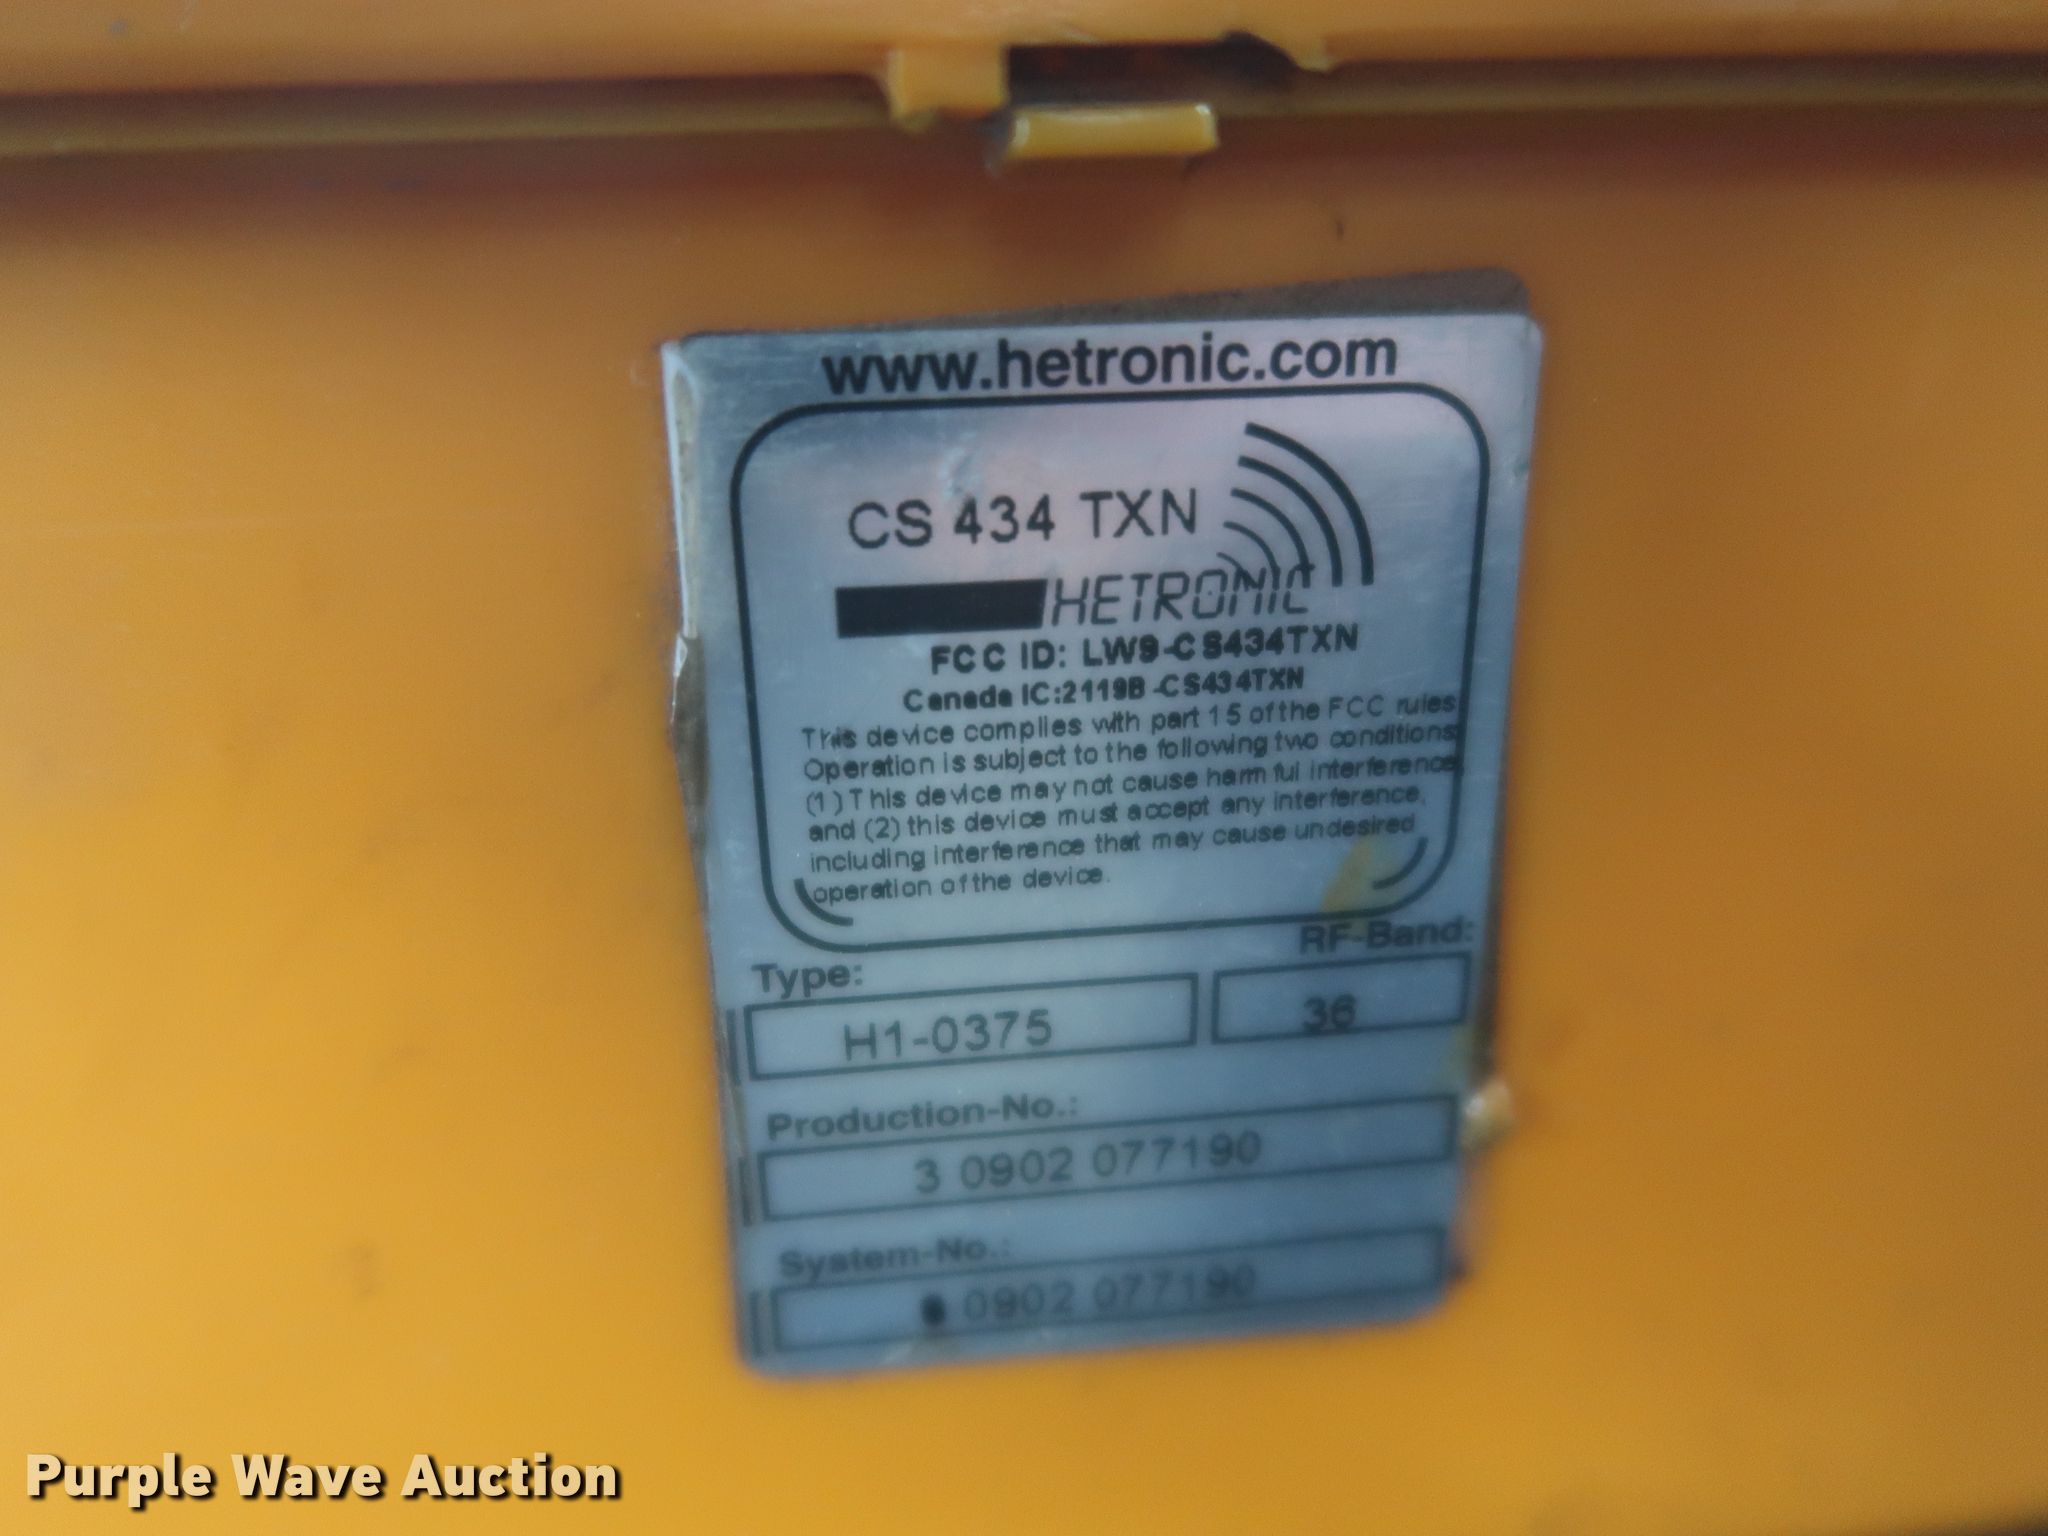 www.hetronic.com
CS 434 TXN
HETRONIC
FCC ID: LW9-CS434TXN
Canada IC:2119B-CS434TXN
This device complies with part 15 of the FCC rules
Operation is subject to the following two conditions:
(1) This device may not cause harmful interference,
and (2) this device must accept any interference,
including interference that may cause undesired
operation of the device.
Type: RF-Band:
H1-0375 36
Production-No.:
3 0902 077190
System-No.:
0902 077190
Purple Wave Auction